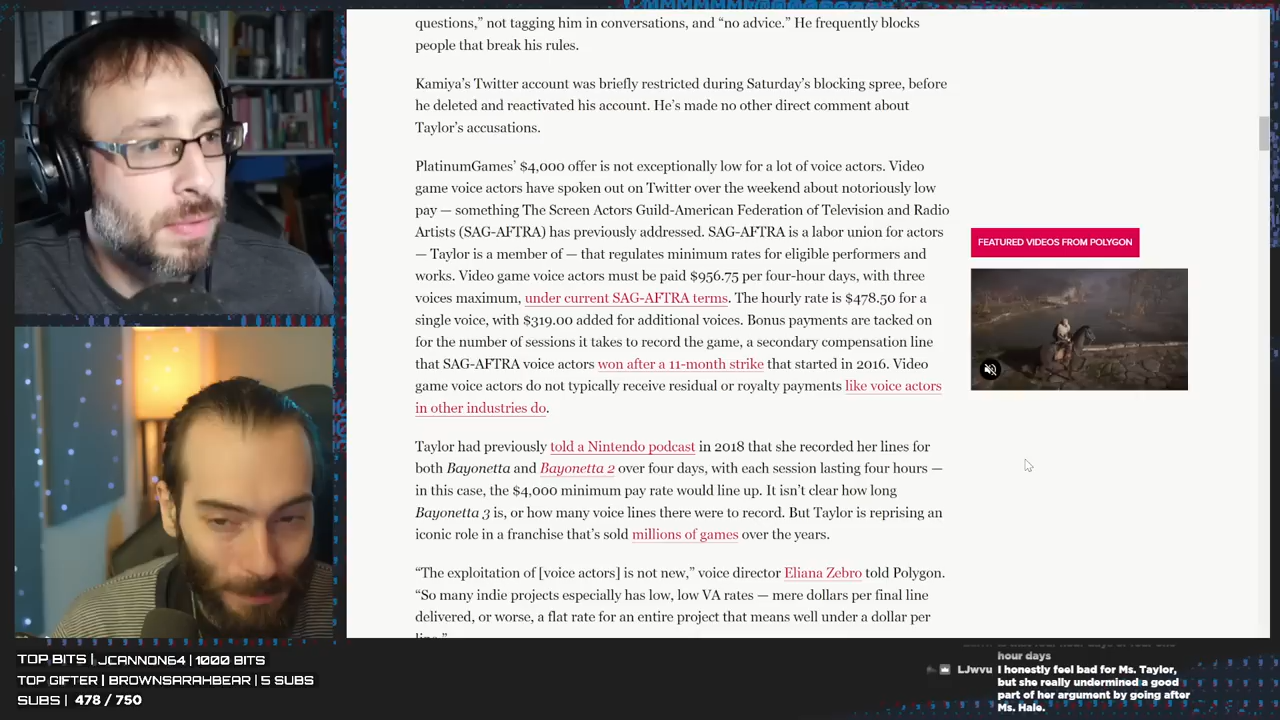 questions,” not tagging him in conversations, and “no advice.” He frequently blocks
people that break his rules.
Kamiya’s Twitter account was briefly restricted during Saturday’s blocking spree, before
he deleted and reactivated his account. He’s made no other direct comment about
Taylor’s accusations.
PlatinumGames’ $4,000 offer is not exceptionally low for a lot of voice actors. Video
game voice actors have spoken out on Twitter over the weekend about notoriously low
pay — something The Screen Actors Guild-American Federation of Television and Radio
Artists (SAG-AFTRA) has previously addressed. SAG-AFTRA is a labor union for actors
— Taylor is a member of — that regulates minimum rates for eligible performers and
works. Video game voice actors must be paid $956.75 per four-hour days, with three
voices maximum, under current SAG-AFTRA terms. The hourly rate is $478.50 for a
single voice, with $319.00 added for additional voices. Bonus payments are tacked on
for the number of sessions it takes to record the game, a secondary compensation line
that SAG-AFTRA voice actors won after a 11-month strike that started in 2016. Video
game voice actors do not typically receive residual or royalty payments like voice actors
in other industries do.
Taylor had previously told a Nintendo podcast in 2018 that she recorded her lines for
both Bayonetta and Bayonetta 2 over four days, with each session lasting four hours —
in this case, the $4,000 minimum pay rate would line up. It isn’t clear how long
Bayonetta 3 is, or how many voice lines there were to record. But Taylor is reprising an
iconic role in a franchise that’s sold millions of games over the years.
“The exploitation of [voice actors] is not new,” voice director Eliana Zebro told Polygon.
“So many indie projects especially has low, low VA rates — mere dollars per final line
delivered, or worse, a flat rate for an entire project that means well under a dollar per
line.”
FEATURED VIDEOS FROM POLYGON
TOP BITS | JCANNON64 | 1000 BITS
TOP GIFTER | BROWNSARAHBEAR | 5 SUBS
SUBS | 478 / 750
hour days
LJwvu I honestly feel bad for Ms. Taylor,
but she really undermined a good
part of her argument by going after
Ms. Hale.